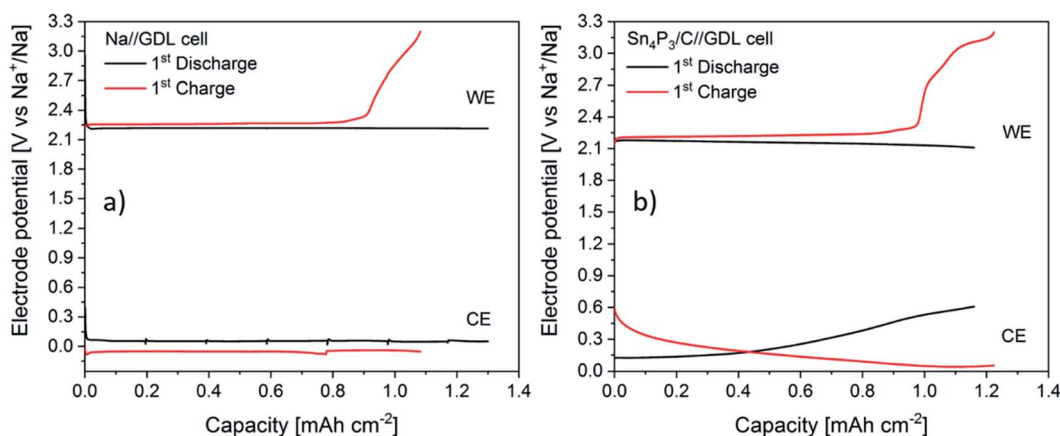 Electrode potential [V vs Na⁺/Na]
3.3
3.0
2.7
2.4
2.1
1.8
1.5
1.2
0.9
0.6
0.3
0.0
Na//GDL cell
1ˢᵗ Discharge
1ˢᵗ Charge
WE
a)
CE
0.0 0.2 0.4 0.6 0.8 1.0 1.2 1.4
Capacity [mAh cm⁻²]
Electrode potential [V vs Na⁺/Na]
3.3
3.0
2.7
2.4
2.1
1.8
1.5
1.2
0.9
0.6
0.3
0.0
Sn₄P₃/C//GDL cell
1ˢᵗ Discharge
1ˢᵗ Charge
WE
b)
CE
0.0 0.2 0.4 0.6 0.8 1.0 1.2 1.4
Capacity [mAh cm⁻²]